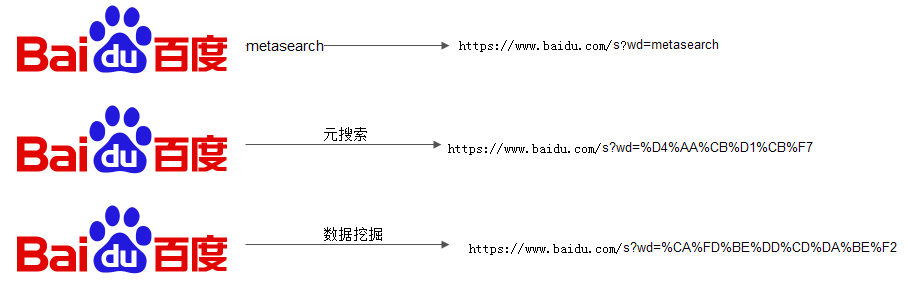 Bai du 百度 metasearch https://www.baidu.com/s?wd=metasearch
Bai du 百度 元搜索 https://www.baidu.com/s?wd=%D4%AA%CB%D1%CB%F7
Bai du 百度 数据挖掘 https://www.baidu.com/s?wd=%CA%FD%BE%DD%CD%DA%BE%F2